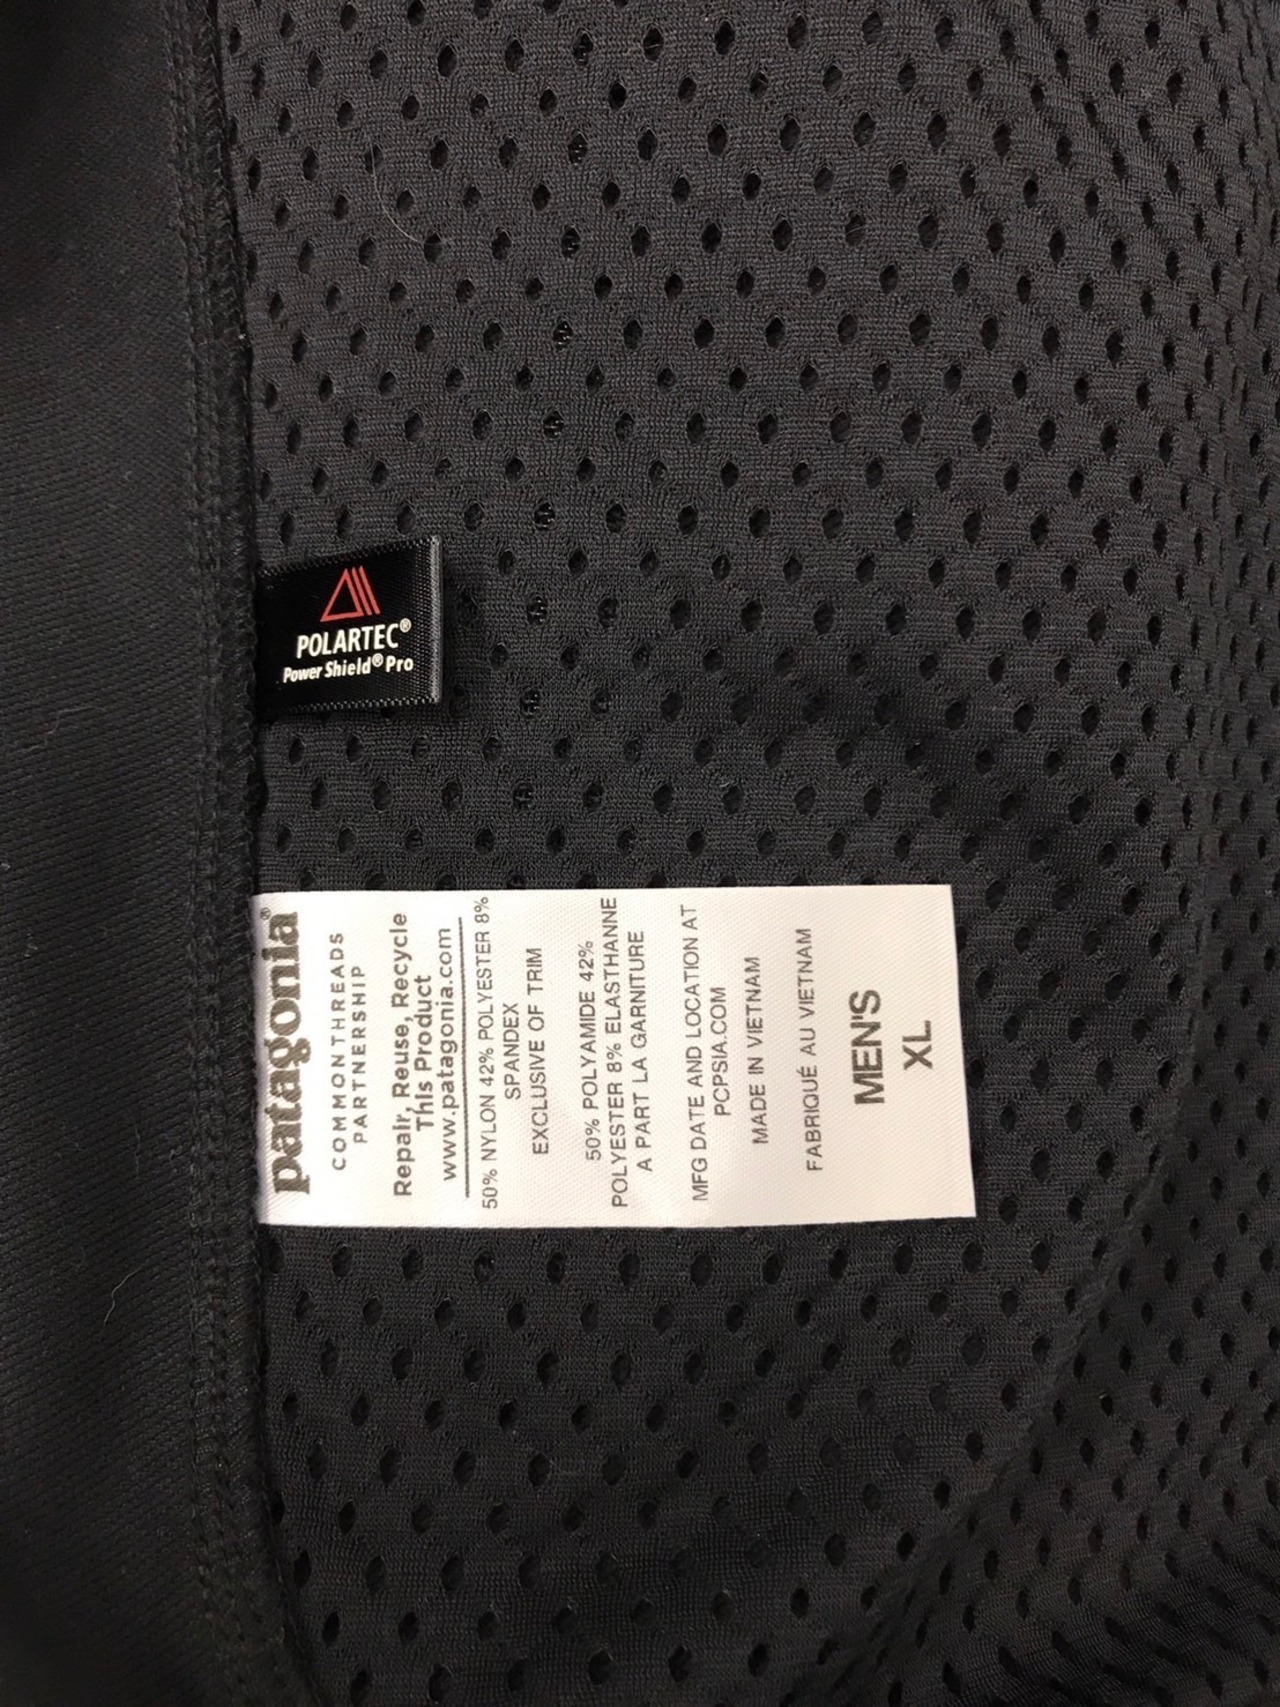 POLARTEC®
Power Shield® Pro
patagonia®
COMMONTHREADS
PARTNERSHIP
Repair, Reuse, Recycle
This Product
www.patagonia.com
50% NYLON 42% POLYESTER 8%
SPANDEX
EXCLUSIVE OF TRIM
50% POLYAMIDE 42%
POLYESTER 8% ELASTHANNE
A PART LA GARNITURE
MFG DATE AND LOCATION AT
PCPSIA.COM
MADE IN VIETNAM
FABRIQUÉ AU VIETNAM
MEN'S
XL